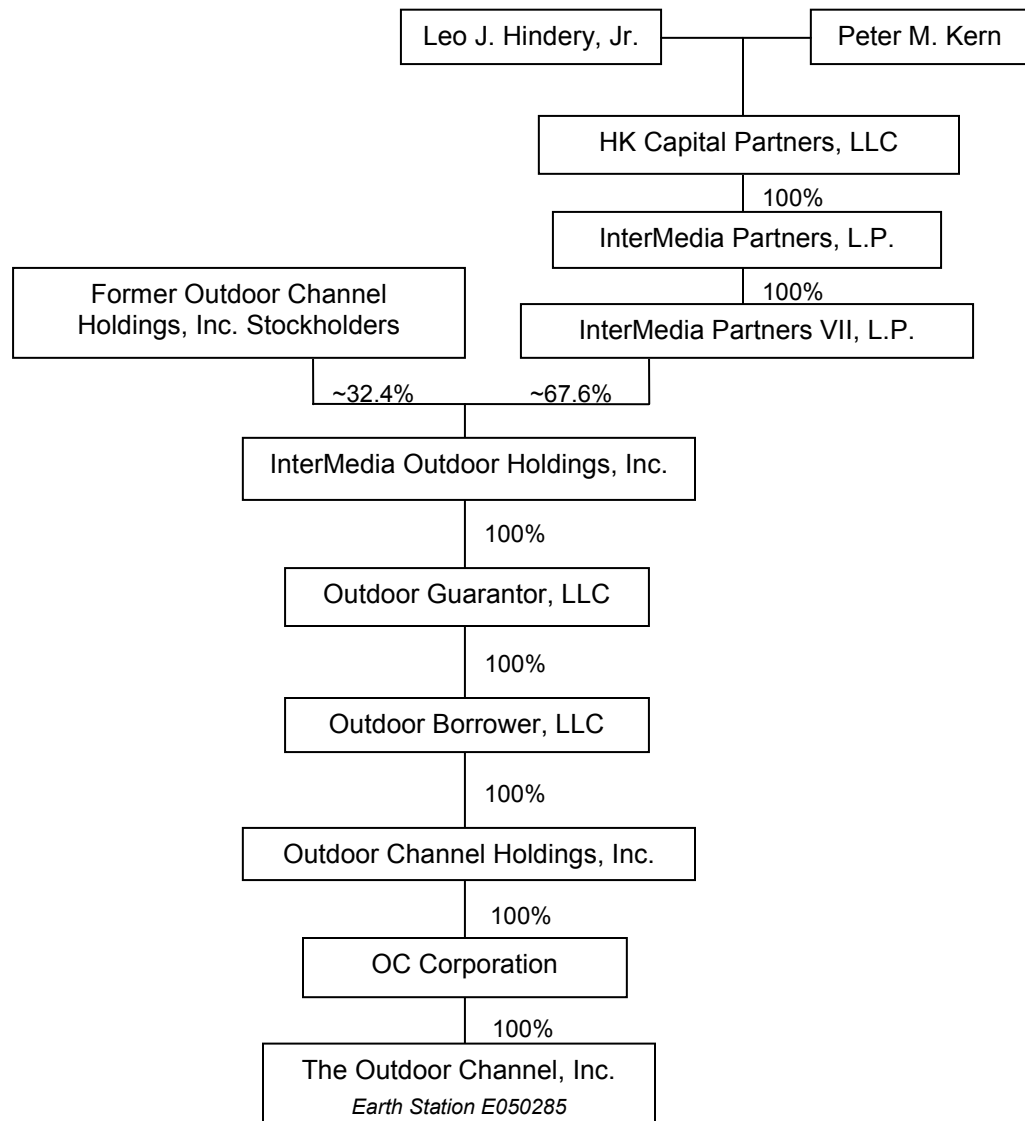 Leo J. Hindery, Jr.
Peter M. Kern
HK Capital Partners, LLC
100%
InterMedia Partners, L.P.
100%
Former Outdoor Channel
Holdings, Inc. Stockholders
InterMedia Partners VII, L.P.
~32.4%
~67.6%
InterMedia Outdoor Holdings, Inc.
100%
Outdoor Guarantor, LLC
100%
Outdoor Borrower, LLC
100%
Outdoor Channel Holdings, Inc.
100%
OC Corporation
100%
The Outdoor Channel, Inc.
Earth Station E050285